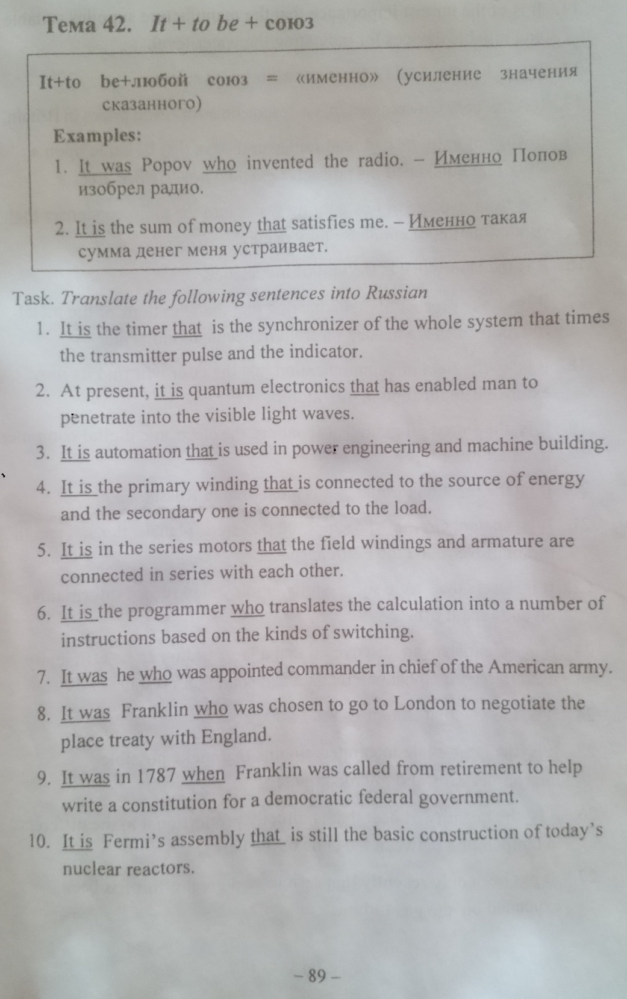 Тема 42. It + to be + союз
It+to be+любой союз = «именно» (усиление значения
сказанного)
Examples:
1. It was Popov who invented the radio. – Именно Попов
изобрел радио.
2. It is the sum of money that satisfies me. – Именно такая
сумма денег меня устраивает.
Task. Translate the following sentences into Russian
1. It is the timer that is the synchronizer of the whole system that times
the transmitter pulse and the indicator.
2. At present, it is quantum electronics that has enabled man to
penetrate into the visible light waves.
3. It is automation that is used in power engineering and machine building.
4. It is the primary winding that is connected to the source of energy
and the secondary one is connected to the load.
5. It is in the series motors that the field windings and armature are
connected in series with each other.
6. It is the programmer who translates the calculation into a number of
instructions based on the kinds of switching.
7. It was he who was appointed commander in chief of the American army.
8. It was Franklin who was chosen to go to London to negotiate the
place treaty with England.
9. It was in 1787 when Franklin was called from retirement to help
write a constitution for a democratic federal government.
10. It is Fermi's assembly that is still the basic construction of today's
nuclear reactors.
– 89 –